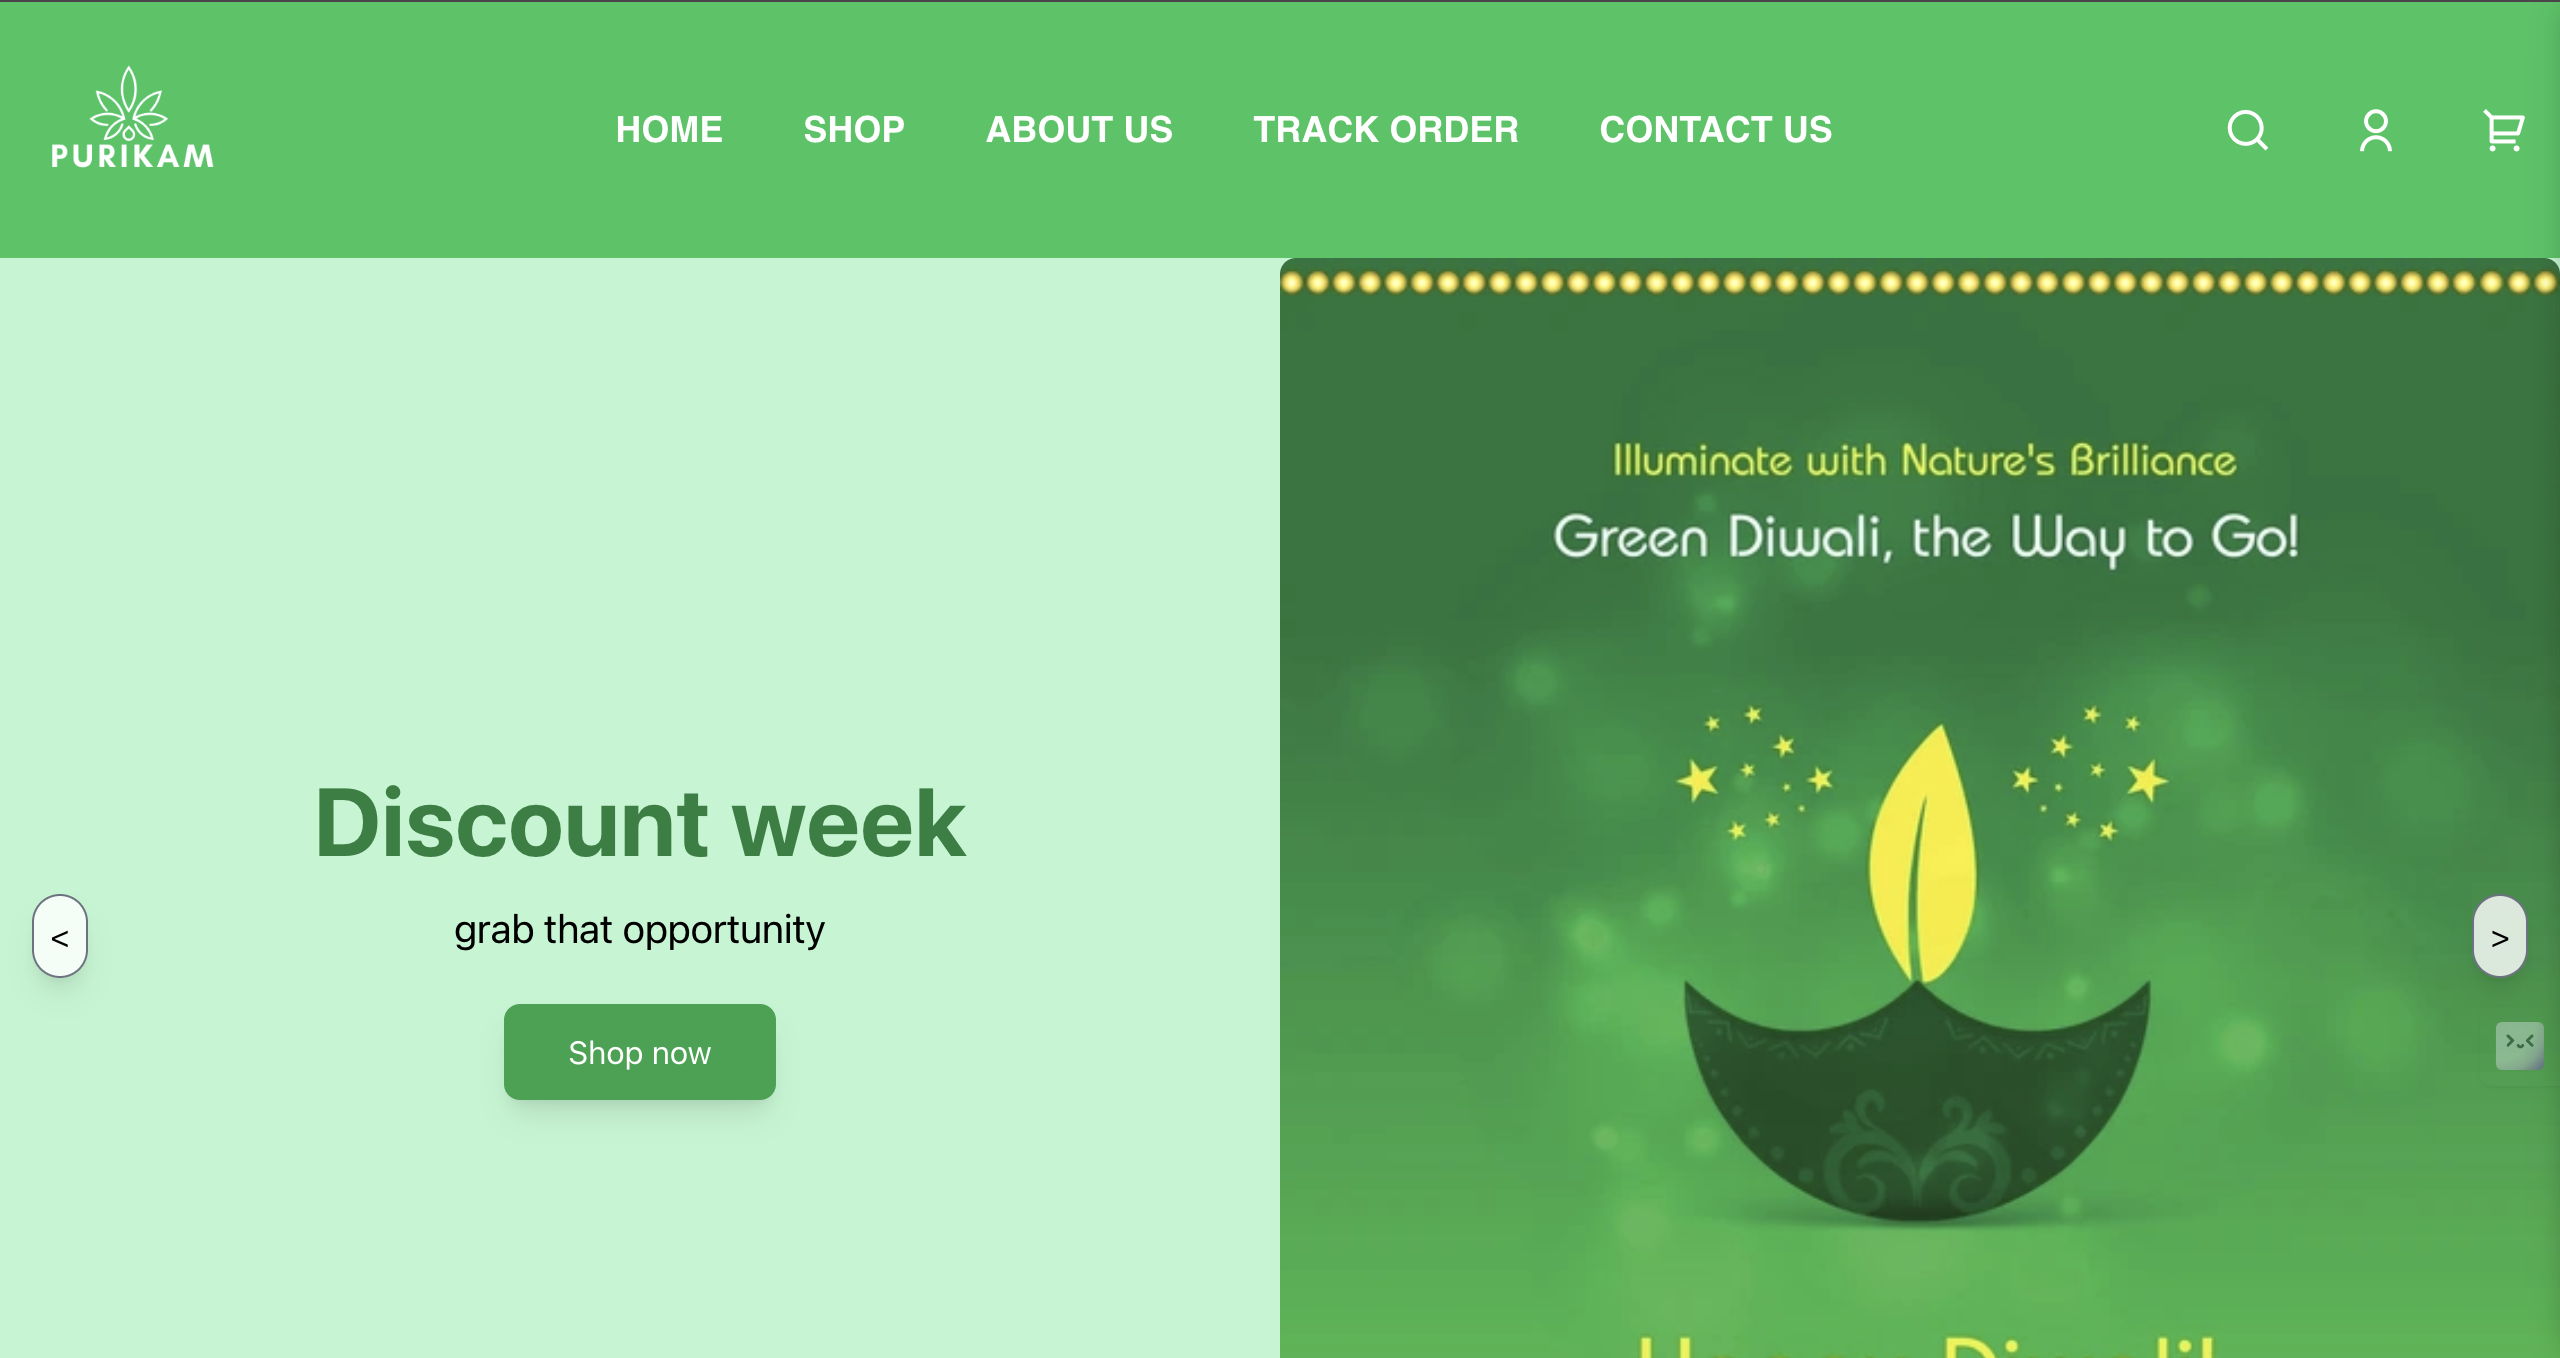 PURIKAM
HOME SHOP ABOUT US TRACK ORDER CONTACT US
Discount week
grab that opportunity
Shop now
<
Illuminate with Nature's Brilliance
Green Diwali, the Way to Go!
>